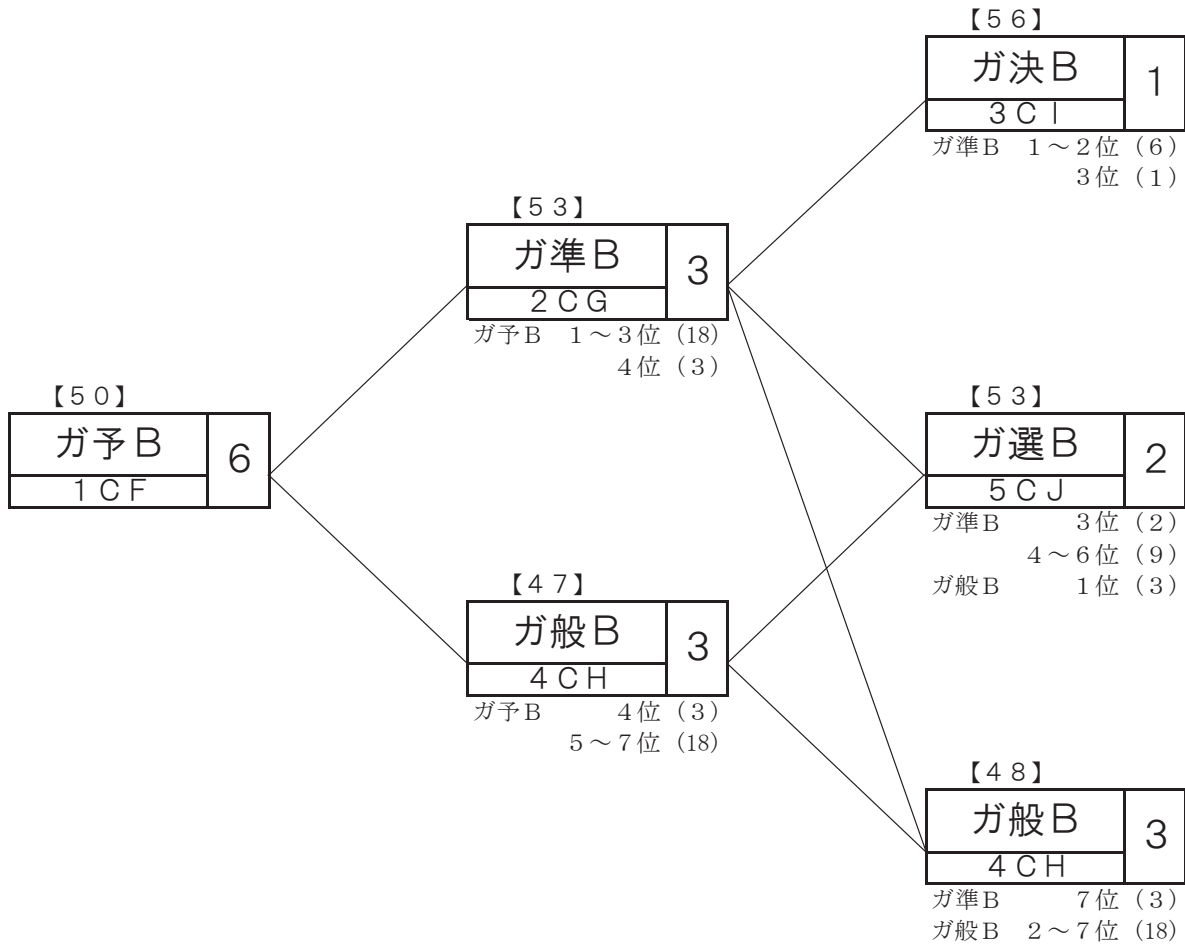 【５０】
ガ予Ｂ
６
１ＣＦ
【５３】
ガ準Ｂ
３
２ＣＧ
ガ予Ｂ　１～３位（18）
４位（３）
【４７】
ガ般Ｂ
３
４ＣＨ
ガ予Ｂ　４位（３）
５～７位（18）
【５６】
ガ決Ｂ
１
３ＣＩ
ガ準Ｂ　１～２位（６）
３位（１）
【５３】
ガ選Ｂ
２
５ＣＪ
ガ準Ｂ　３位（２）
４～６位（９）
ガ般Ｂ　１位（３）
【４８】
ガ般Ｂ
３
４ＣＨ
ガ準Ｂ　７位（３）
ガ般Ｂ　２～７位（18）